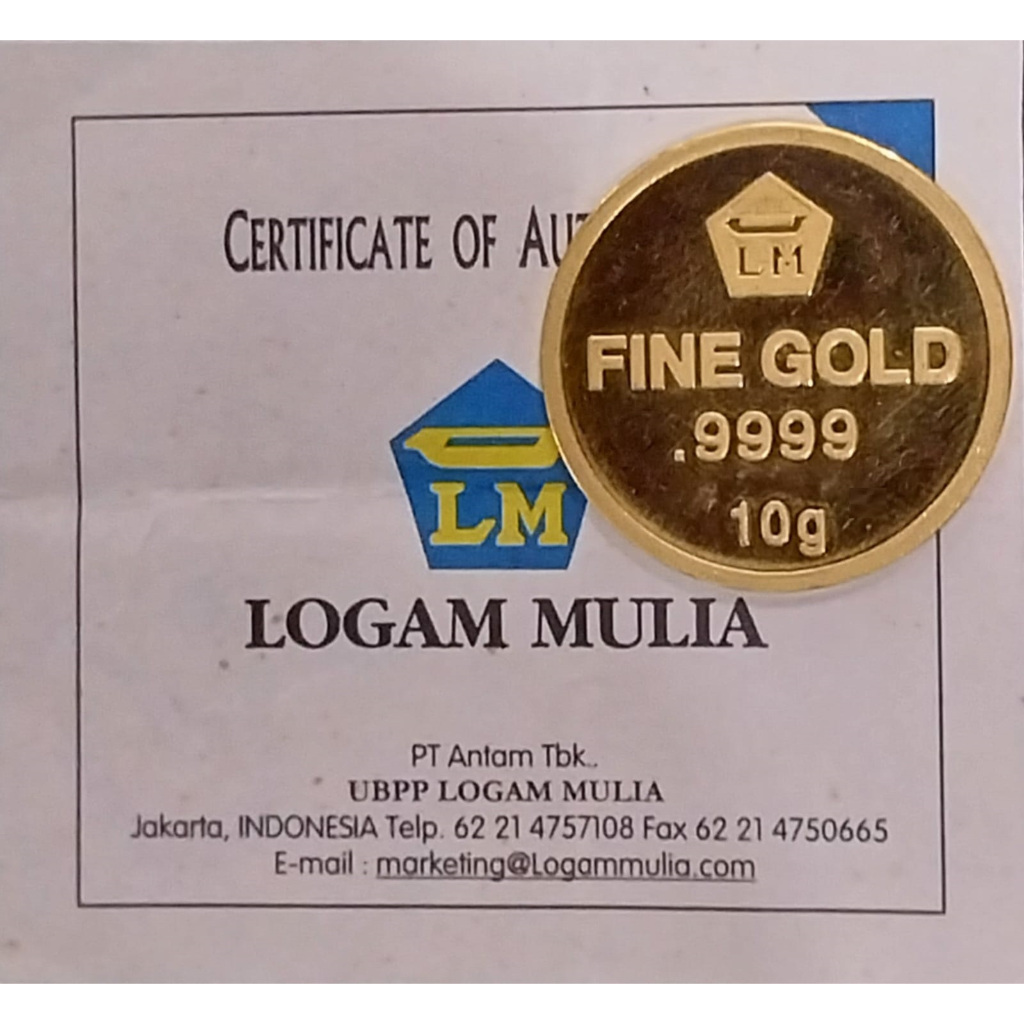 CERTIFICATE OF AU
LM
LOGAM MULIA
PT Antam Tbk..
UBPP LOGAM MULIA
Jakarta, INDONESIA Telp. 62 21 4757108 Fax 62 21 4750665
E-mail : marketing@Logammulia.com
LM
FINE GOLD
.9999
10g